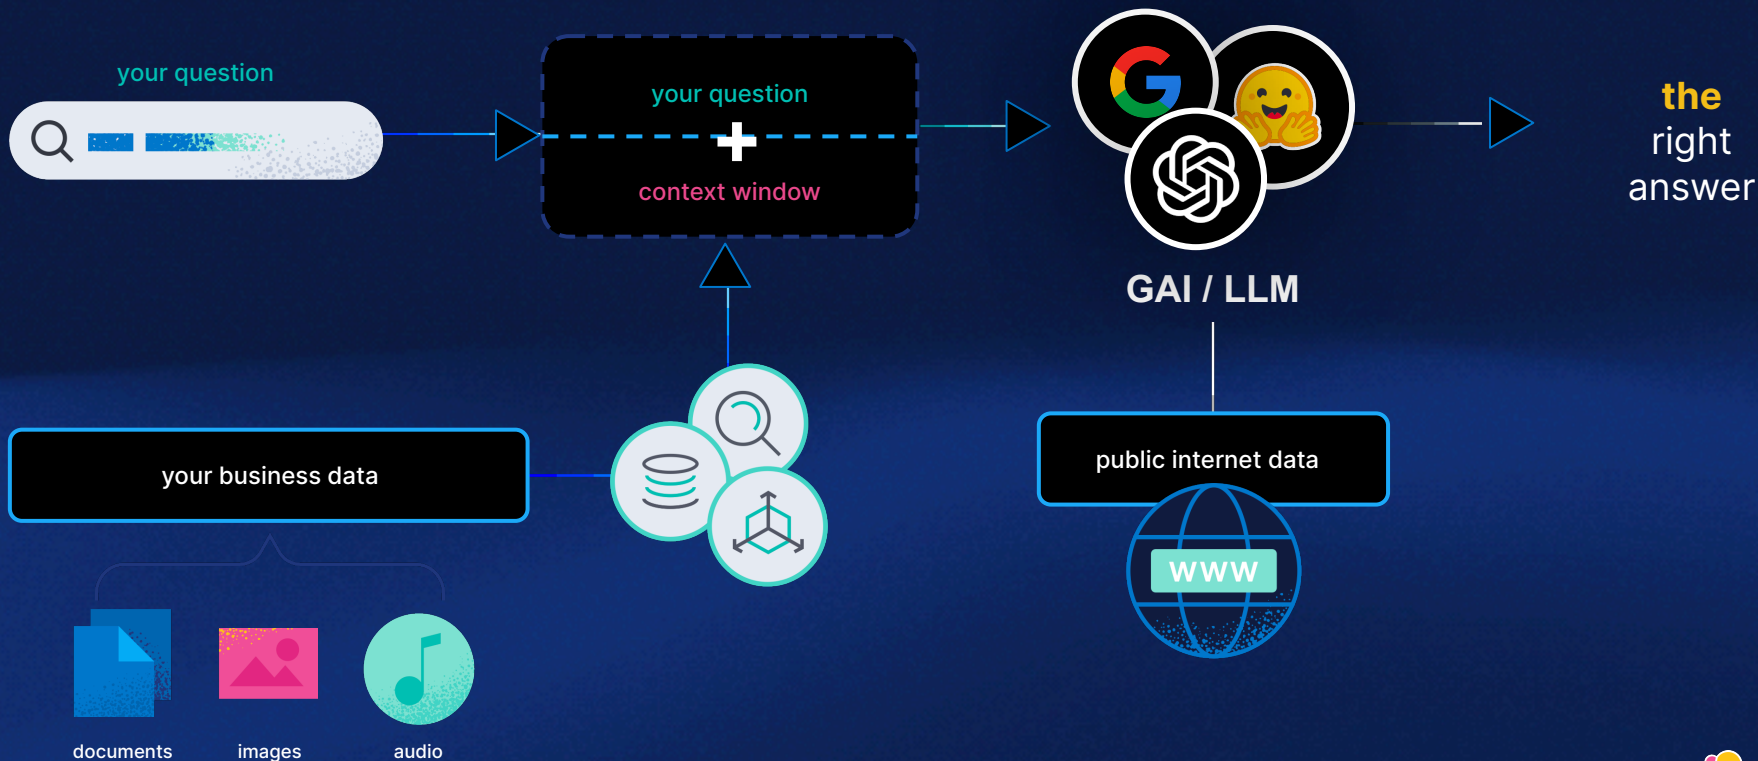 your question
your question
context window
the
right
answer
GAI / LLM
your business data
public internet data
WWW
documents
images
audio